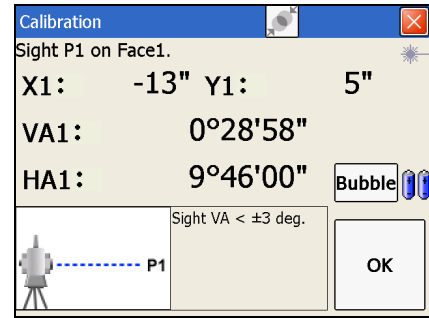 Calibration
Sight P1 on Face1.
X1: -13" Y1: 5"
VA1: 0°28'58"
HA1: 9°46'00"
Bubble
Sight VA < ±3 deg.
P1
OK